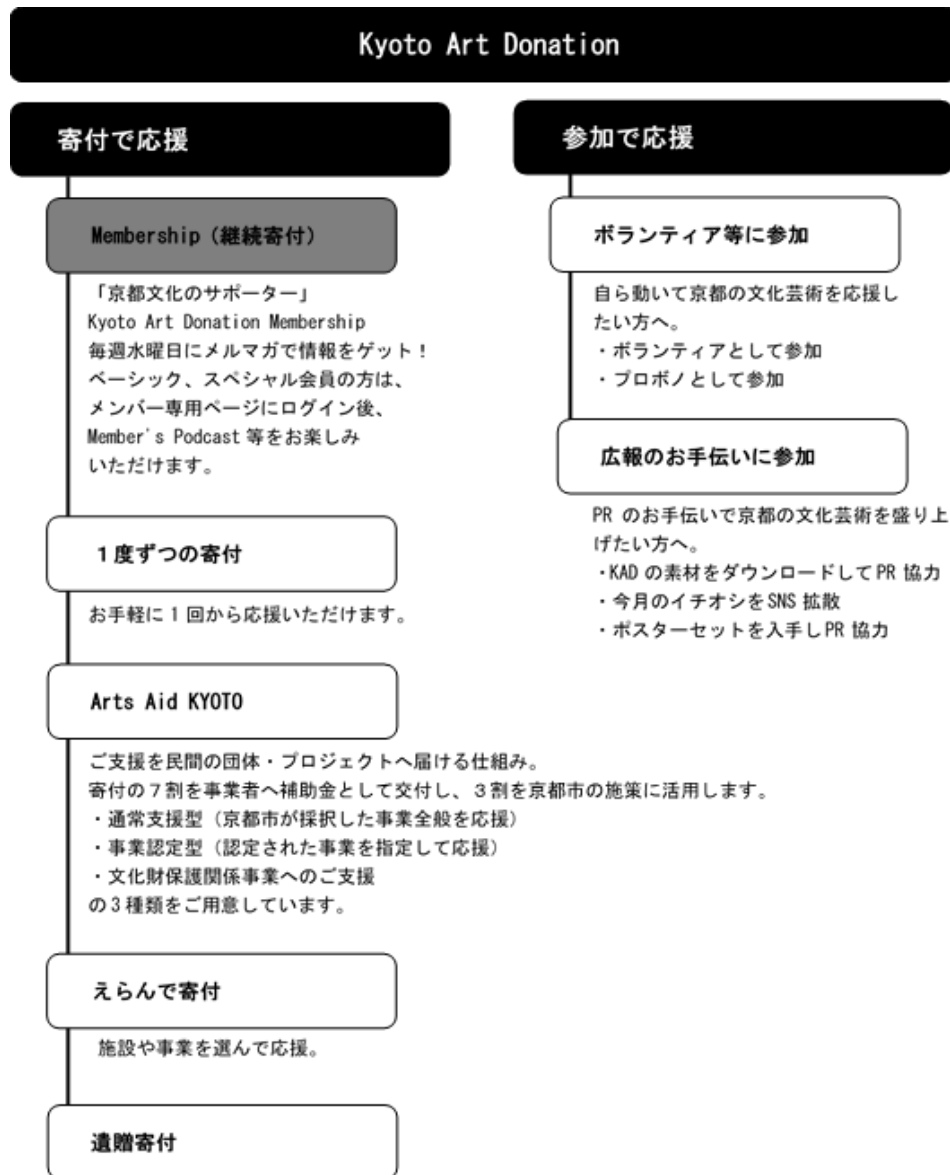 Kyoto Art Donation
寄付で応援
Membership（継続寄付）
「京都文化のサポーター」
Kyoto Art Donation Membership
毎週水曜日にメルマガで情報をゲット！
ベーシック、スペシャル会員の方は、
メンバー専用ページにログイン後、
Member's Podcast 等をお楽しみ
いただけます。
１度ずつの寄付
お手軽に１回から応援いただけます。
Arts Aid KYOTO
ご支援を民間の団体・プロジェクトへ届ける仕組み。
寄付の７割を事業者へ補助金として交付し、３割を京都市の施策に活用します。
・通常支援型（京都市が採択した事業全般を応援）
・事業認定型（認定された事業を指定して応援）
・文化財保護関係事業へのご支援
の３種類をご用意しています。
えらんで寄付
施設や事業を選んで応援。
遺贈寄付
参加で応援
ボランティア等に参加
自ら動いて京都の文化芸術を応援し
たい方へ。
・ボランティアとして参加
・プロボノとして参加
広報のお手伝いに参加
PR のお手伝いで京都の文化芸術を盛り上
げたい方へ。
・KAD の素材をダウンロードして PR 協力
・今月のイチオシを SNS 拡散
・ポスターセットを入手し PR 協力